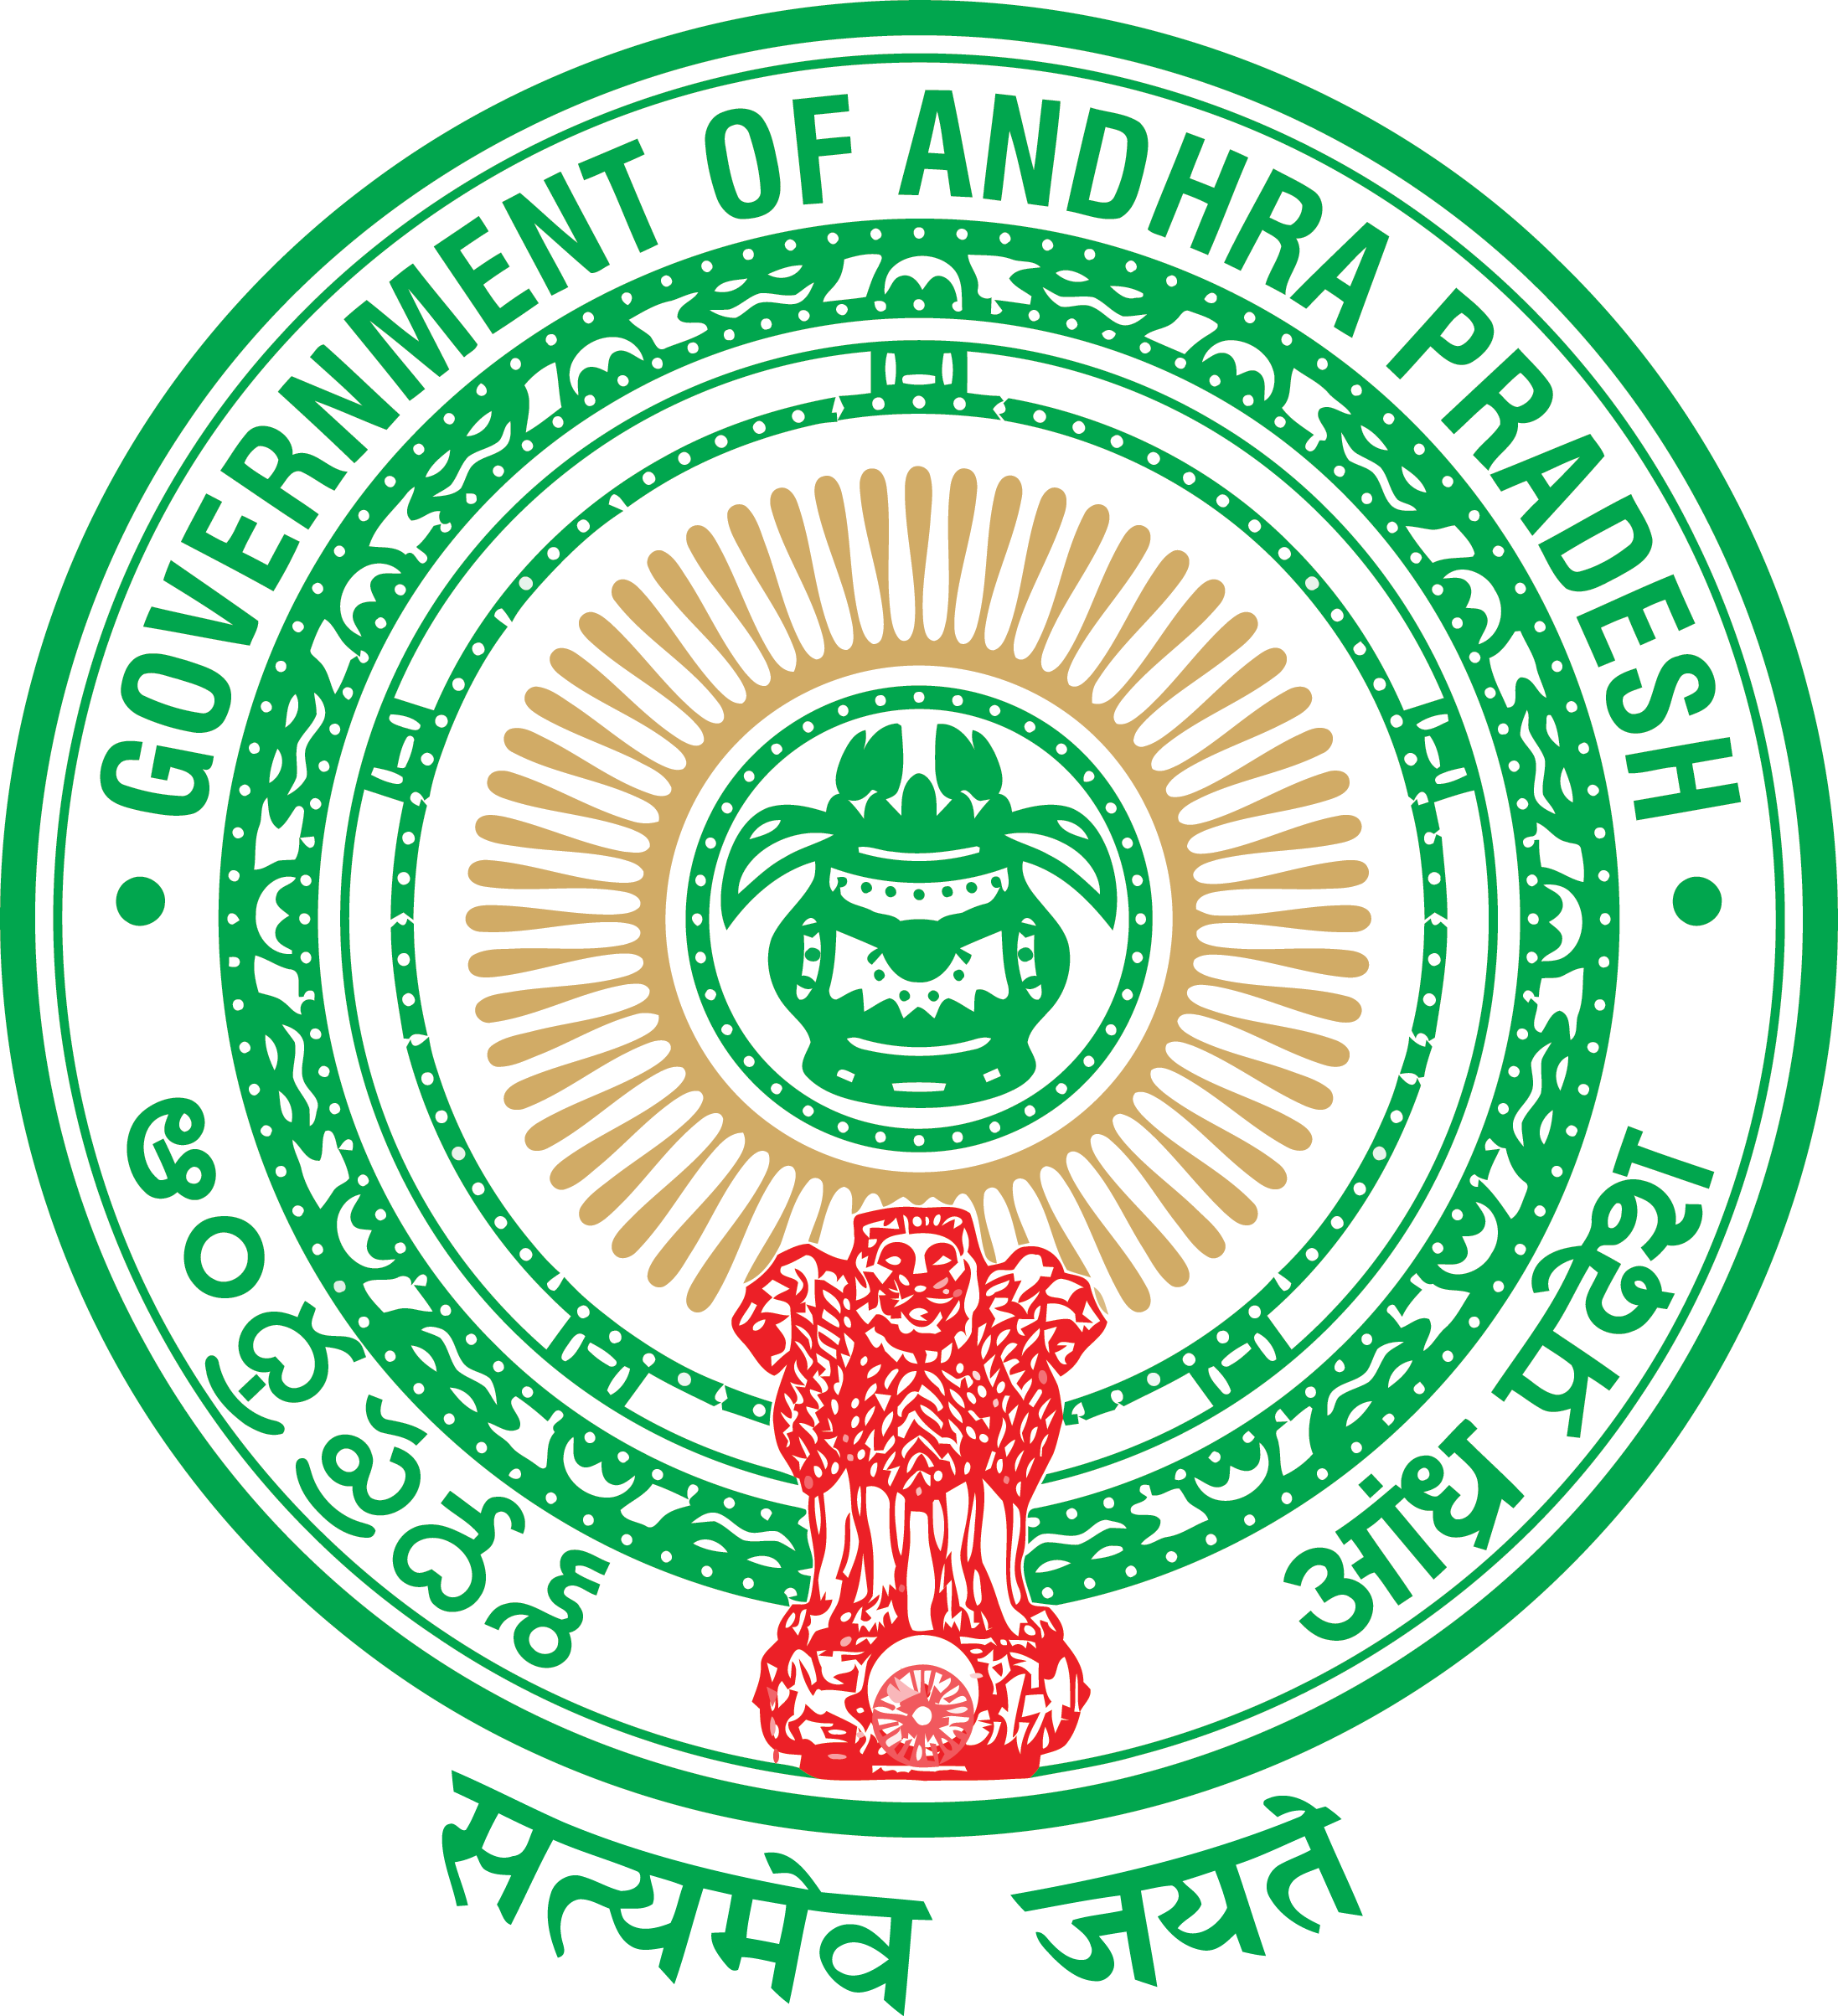 GOVERNMENT OF ANDHRA PRADESH
ఆంధ్రప్రదేశ్
आंध्र प्रदेश
सत्यमेव जयते